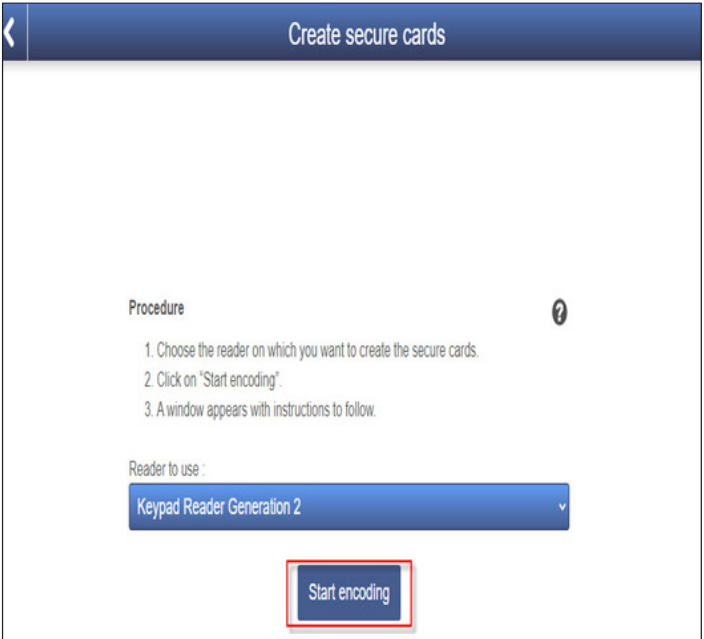 Create secure cards
Procedure
1. Choose the reader on which you want to create the secure cards.
2. Click on "Start encoding".
3. A window appears with instructions to follow.
Reader to use :
Keypad Reader Generation 2
Start encoding